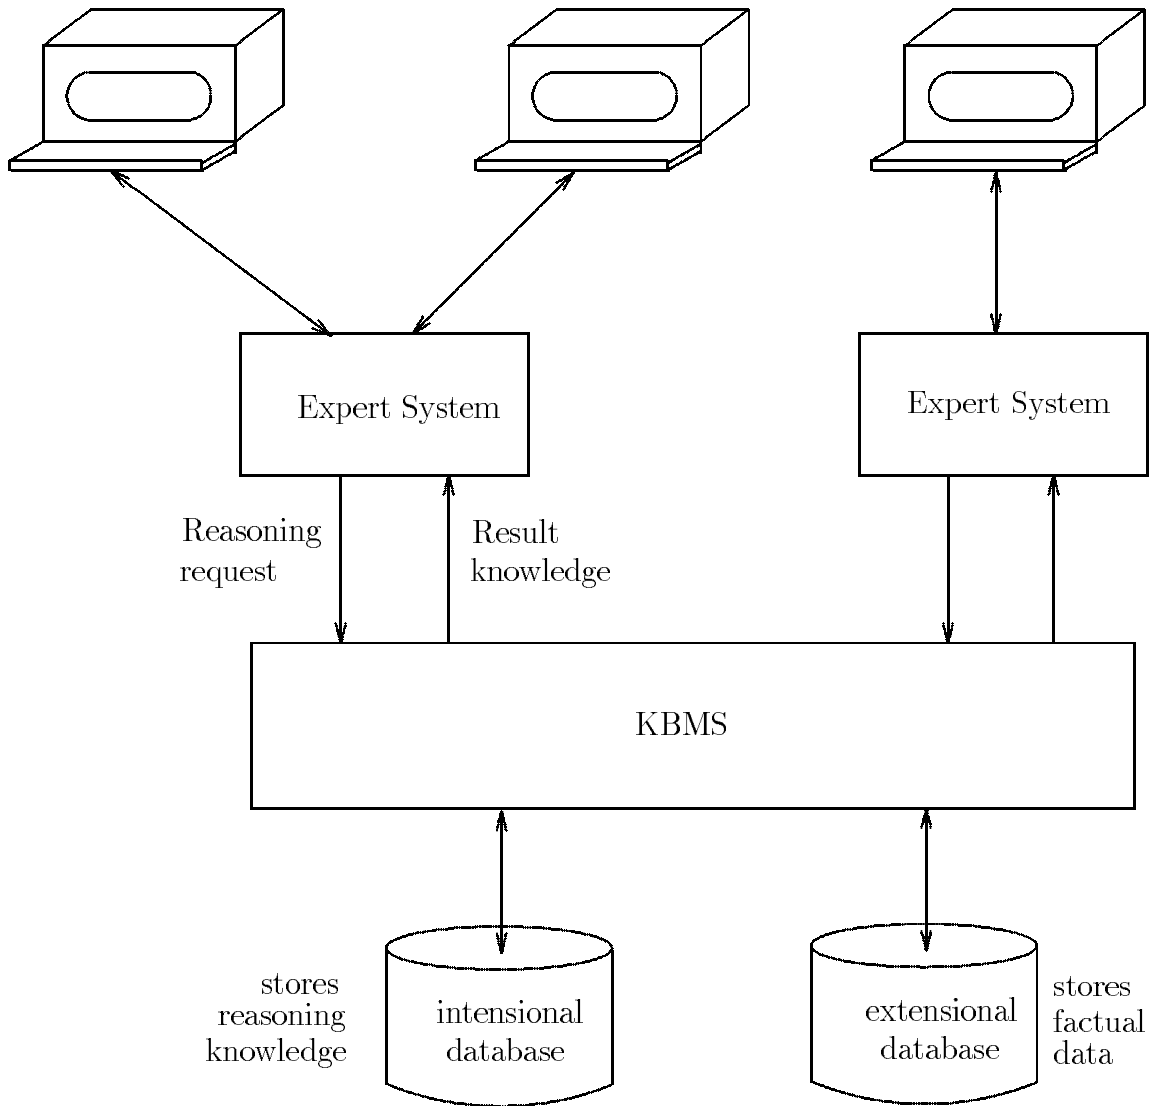 Expert System
Expert System
Reasoning
request
Result
knowledge
KBMS
stores
reasoning
knowledge
intensional
database
extensional
database
stores
factual
data